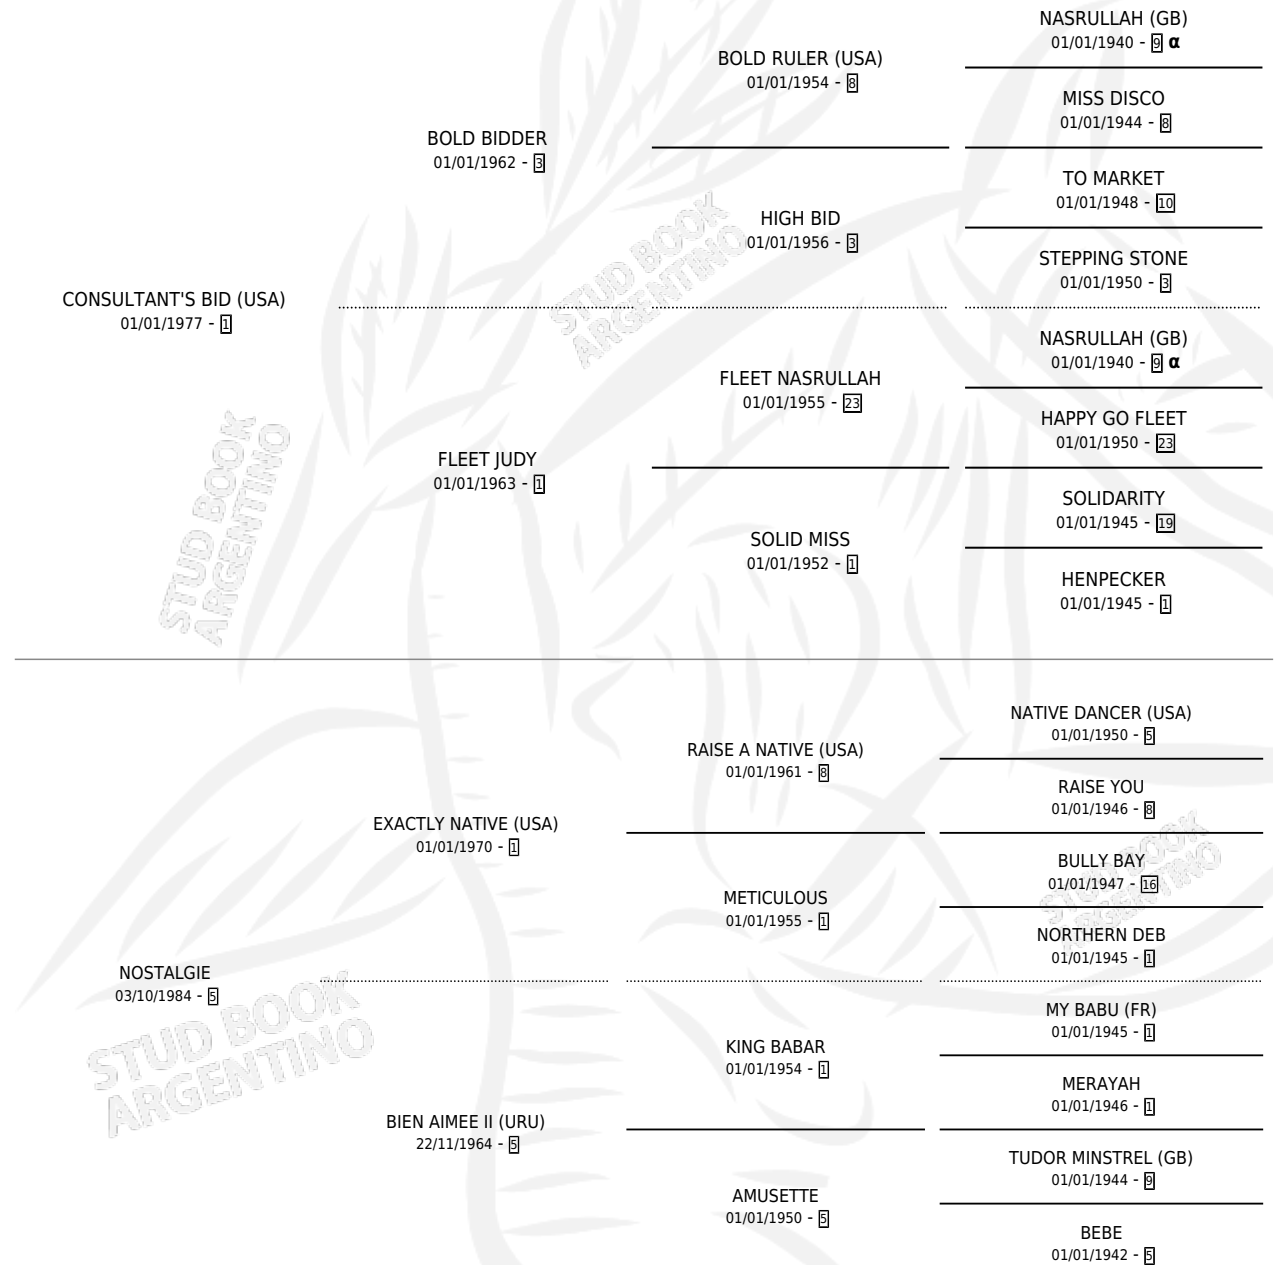 NASRULLAH (GB)
01/01/1940 - 9 α
BOLD RULER (USA)
01/01/1954 - 8
MISS DISCO
01/01/1944 - 8
BOLD BIDDER
01/01/1962 - 3
TO MARKET
01/01/1948 - 10
HIGH BID
01/01/1956 - 3
STEPPING STONE
01/01/1950 - 3
CONSULTANT'S BID (USA)
01/01/1977 - 1
NASRULLAH (GB)
01/01/1940 - 9 α
FLEET NASRULLAH
01/01/1955 - 23
HAPPY GO FLEET
01/01/1950 - 23
FLEET JUDY
01/01/1963 - 1
SOLIDARITY
01/01/1945 - 19
SOLID MISS
01/01/1952 - 1
HENPECKER
01/01/1945 - 1
NATIVE DANCER (USA)
01/01/1950 - 5
RAISE A NATIVE (USA)
01/01/1961 - 8
RAISE YOU
01/01/1946 - 8
EXACTLY NATIVE (USA)
01/01/1970 - 1
BULLY BAY
01/01/1947 - 16
METICULOUS
01/01/1955 - 1
NORTHERN DEB
01/01/1945 - 1
NOSTALGIE
03/10/1984 - 5
MY BABU (FR)
01/01/1945 - 1
KING BABAR
01/01/1954 - 1
MERAYAH
01/01/1946 - 1
BIEN AIMEE II (URU)
22/11/1964 - 5
TUDOR MINSTREL (GB)
01/01/1944 - 9
AMUSETTE
01/01/1950 - 5
BEBE
01/01/1942 - 5
STUD BOOK
ARGENTINO
STUD BOOK
ARGENTINO
STUD BOOK
ARGENTINO
STUD BOOK
ARGENTINO